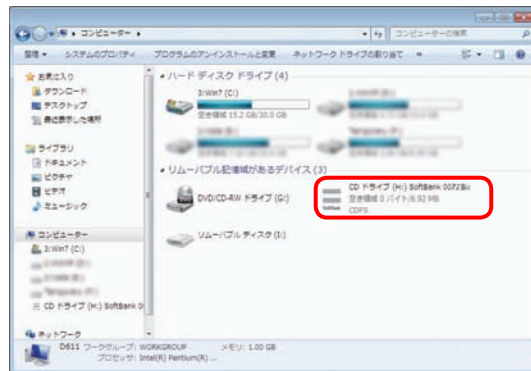 コンピューター
コンピューターの検索
整理 システムのプロパティ プログラムのアンインストールと変更 ネットワーク ドライブの割り当て »
お気に入り
ダウンロード
デスクトップ
最近表示した場所
ライブラリ
ドキュメント
ピクチャ
ビデオ
ミュージック
コンピューター
3:Win7 (C:)
CD ドライブ (H:) SoftBank 0
ネットワーク
ハード ディスク ドライブ (4)
3:Win7 (C:)
空き領域 15.2 GB/20.0 GB
リムーバブル記憶域があるデバイス (3)
DVD/CD-RW ドライブ (G:)
CD ドライブ (H:) SoftBank 007Z
空き領域 0 バイト/6.92 MB
CDFS
リムーバブル ディスク (I:)
D611 ワークグループ: WORKGROUP メモリ: 1.00 GB
プロセッサ: Intel(R) Pentium(R) ...